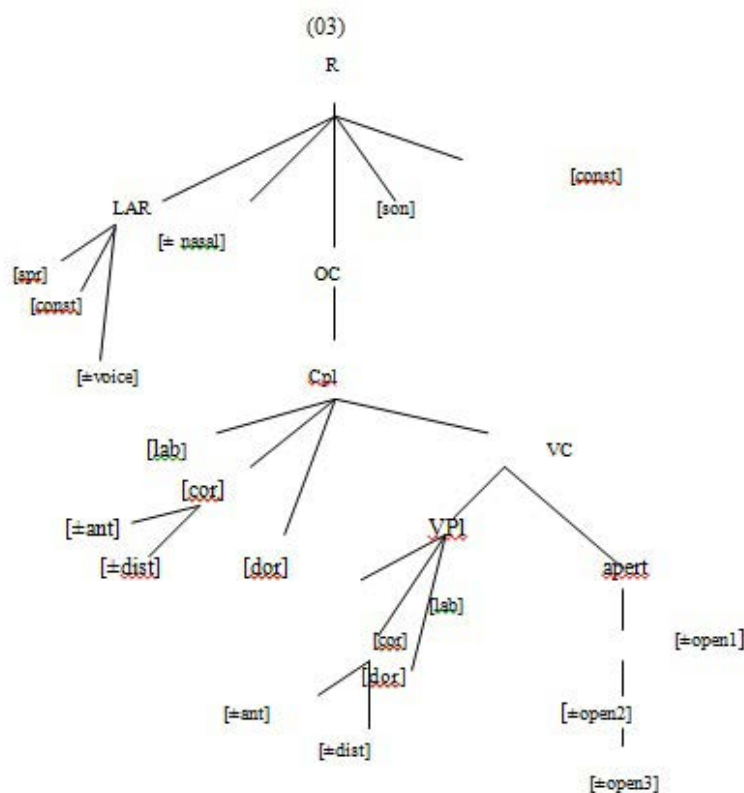 (03)
R
[const]
LAR
[son]
[± nasal]
[spr]
OC
[const]
[±voice]
Cpl
[lab]
VC
[cor]
[±ant]
VPl
[±dist]
[dor]
apert
[lab]
[cor]
[±open1]
[dor]
[±ant]
[±open2]
[±dist]
[±open3]